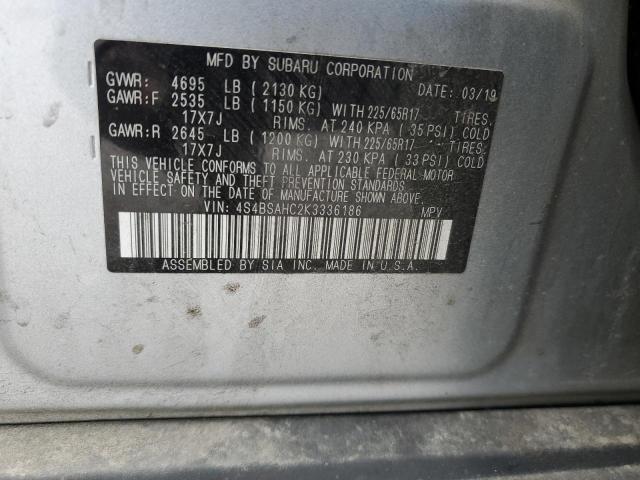 MFD BY SUBARU CORPORATION
GVWR: 4695 LB (2130 KG) DATE: 03/19
GAWR:F 2535 LB (1150 KG) WITH 225/65R17 TIRES.
17X7J RIMS. AT 240 KPA (35 PSI) COLD
GAWR:R 2645 LB (1200 KG) WITH 225/65R17 TIRES.
17X7J RIMS. AT 230 KPA (33 PSI) COLD
THIS VEHICLE CONFORMS TO ALL APPLICABLE FEDERAL MOTOR
VEHICLE SAFETY AND THEFT PREVENTION STANDARDS
IN EFFECT ON THE DATE OF MANUFACTURE SHOWN ABOVE.
VIN: 4S4BSAHC2K3336186 MPV
ASSEMBLED BY SIA INC. MADE IN U.S.A.